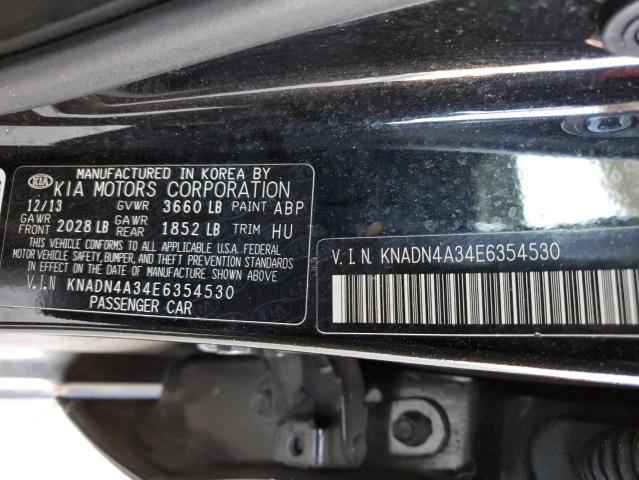 MANUFACTURED IN KOREA BY
KIA KIA MOTORS CORPORATION
12/13 GVWR 3660 LB PAINT ABP
GAWR FRONT 2028 LB GAWR REAR 1852 LB TRIM HU
THIS VEHICLE CONFORMS TO ALL APPLICABLE U.S.A. FEDERAL
MOTOR VEHICLE SAFETY, BUMPER, AND THEFT PREVENTION STANDARDS
IN EFFECT ON THE DATE OF MANUFACTURE SHOWN ABOVE
V.I.N KNADN4A34E6354530
PASSENGER CAR
V.I.N. KNADN4A34E6354530